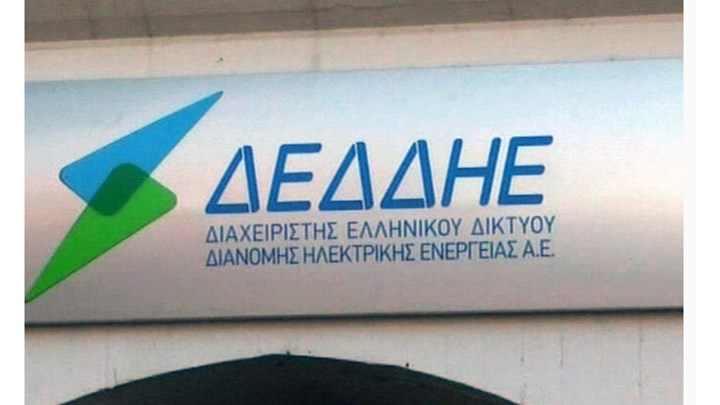 ΔΕΔΔΗΕ
ΔΙΑΧΕΙΡΙΣΤΗΣ ΕΛΛΗΝΙΚΟΥ ΔΙΚΤΥΟΥ
ΔΙΑΝΟΜΗΣ ΗΛΕΚΤΡΙΚΗΣ ΕΝΕΡΓΕΙΑΣ Α.Ε.